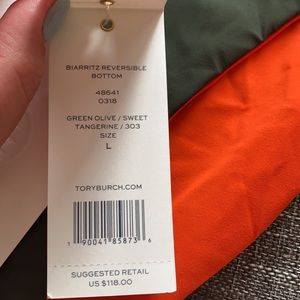 BIARRITZ REVERSIBLE
BOTTOM
48641
0318
GREEN OLIVE / SWEET
TANGERINE / 303
SIZE
L
TORYBURCH.COM
1 90041 85873 6
SUGGESTED RETAIL
US $118.00